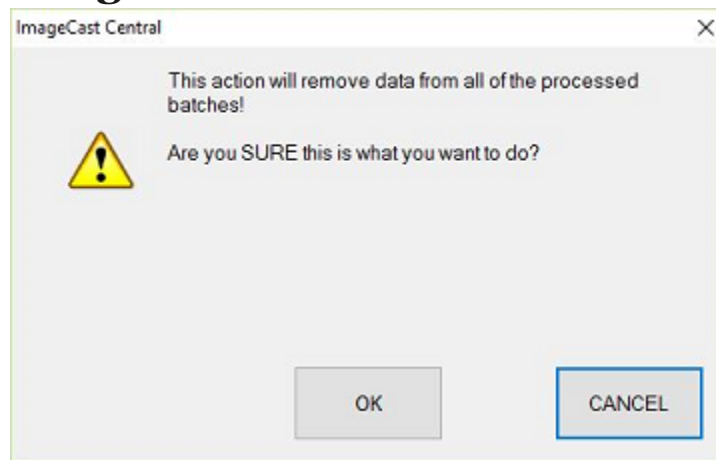 ImageCast Central
This action will remove data from all of the processed
batches!
Are you SURE this is what you want to do?
OK
CANCEL